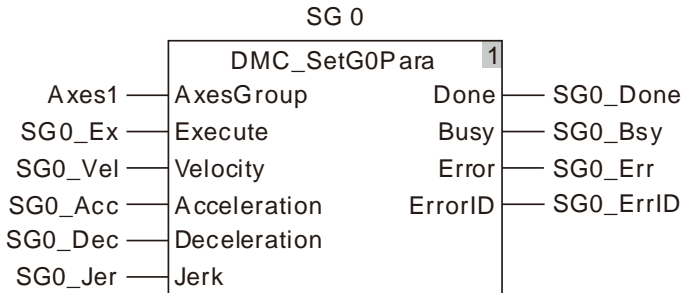 SG 0
DMC_SetG0Para 1
Axes1 AxesGroup Done SG0_Done
SG0_Ex Execute Busy SG0_Bsy
SG0_Vel Velocity Error SG0_Err
SG0_Acc Acceleration ErrorID SG0_ErrID
SG0_Dec Deceleration
SG0_Jer Jerk